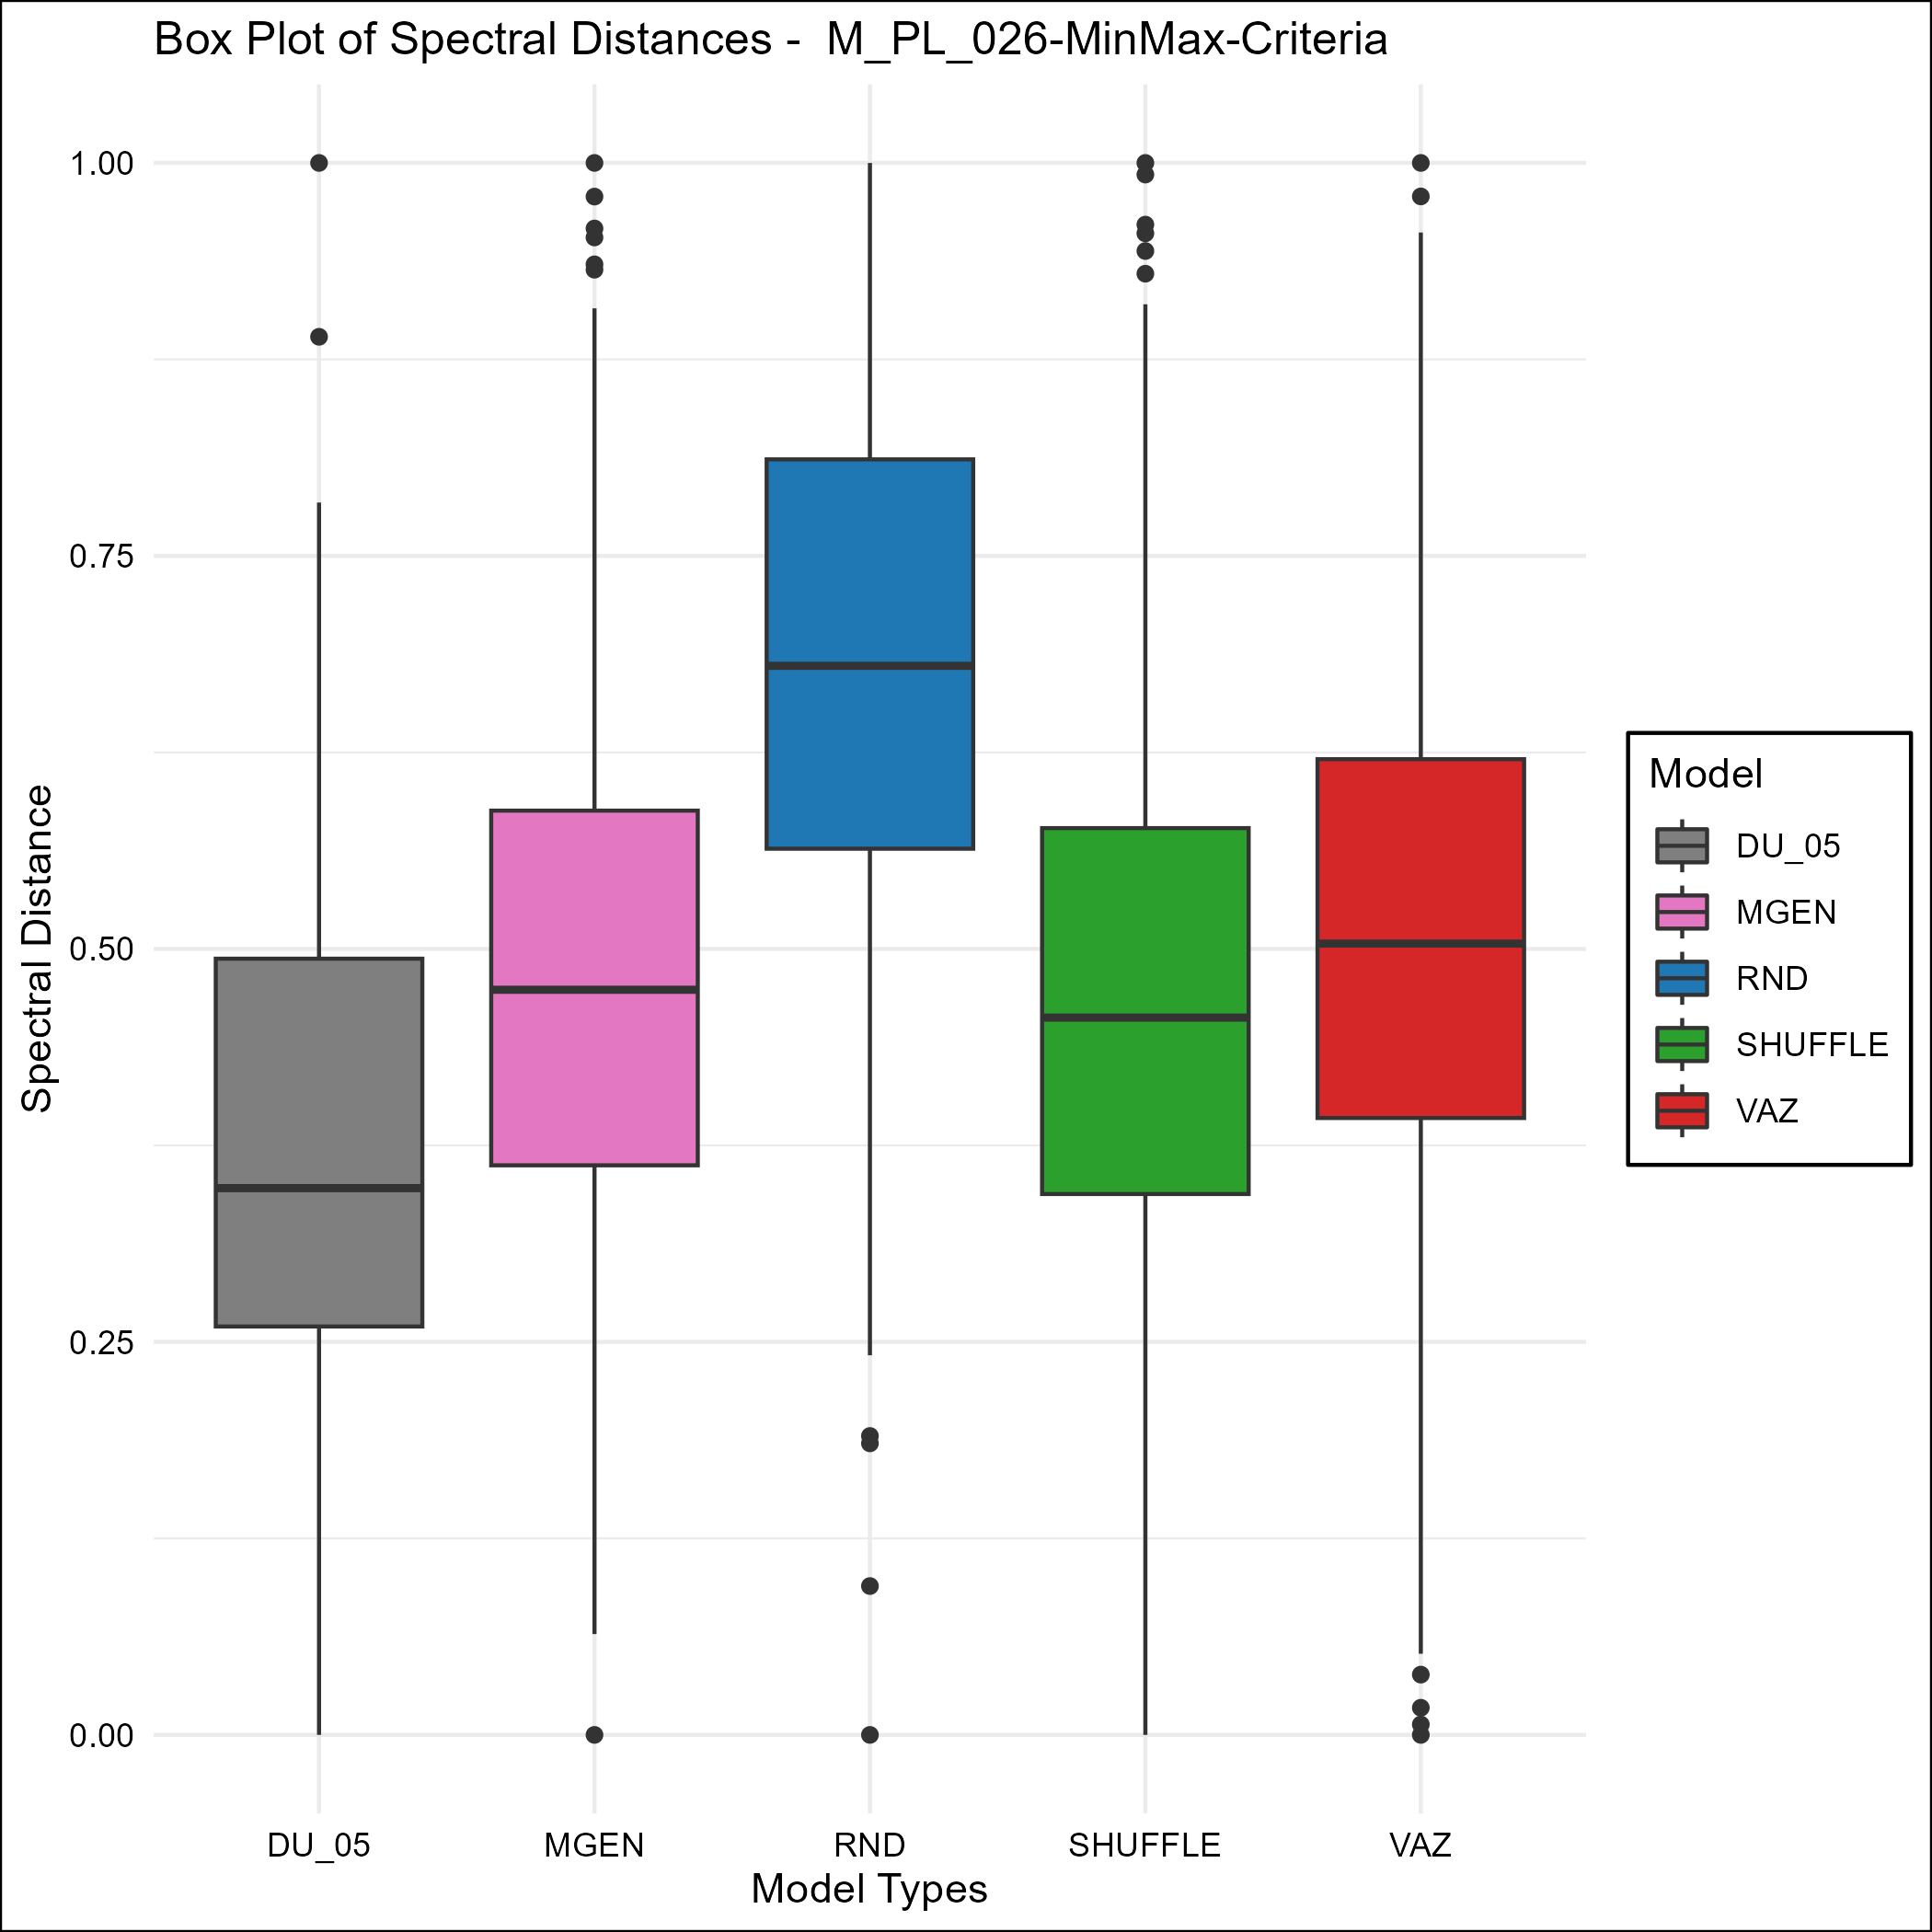 Box Plot of Spectral Distances -  M_PL_026-MinMax-Criteria
1.00
0.75
0.50
0.25
0.00
Spectral Distance
DU_05
MGEN
RND
SHUFFLE
VAZ
Model Types
Model
DU_05
MGEN
RND
SHUFFLE
VAZ